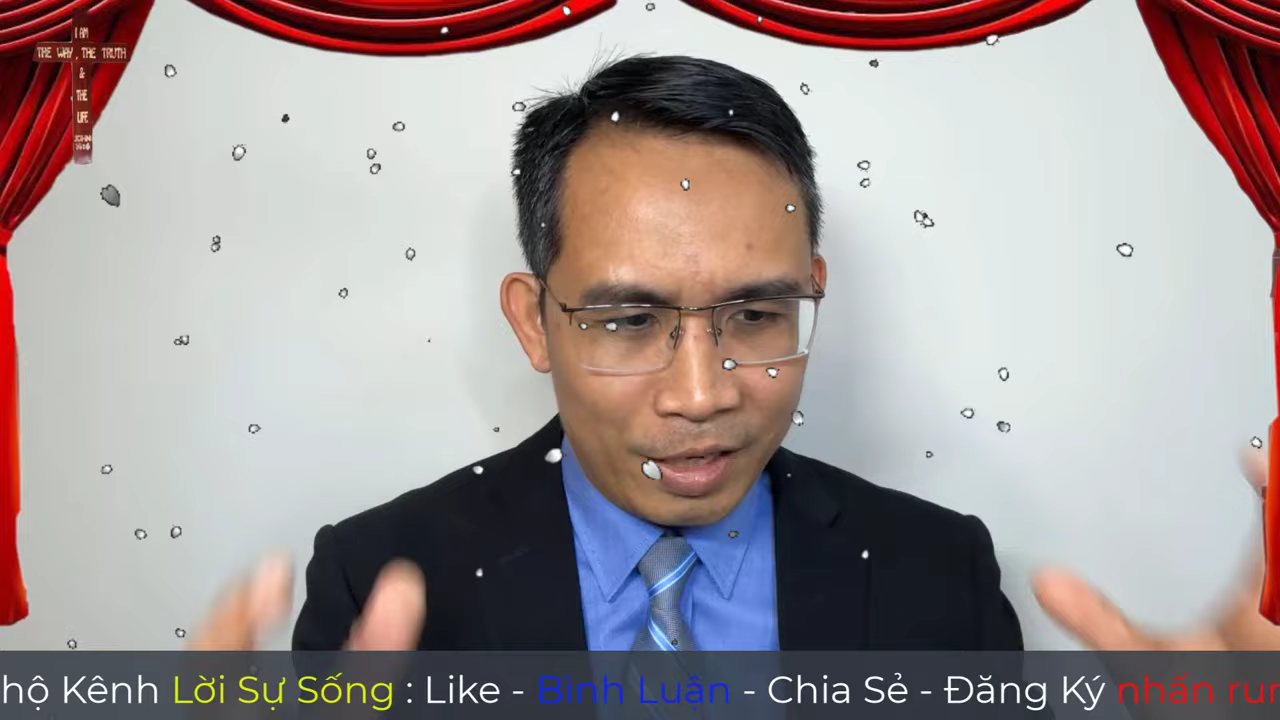 I AM
THE WAY, THE TRUTH
&
THE
LIFE
JOHN
hộ Kênh Lời Sự Sống : Like - Bình Luận - Chia Sẻ - Đăng Ký nhấn